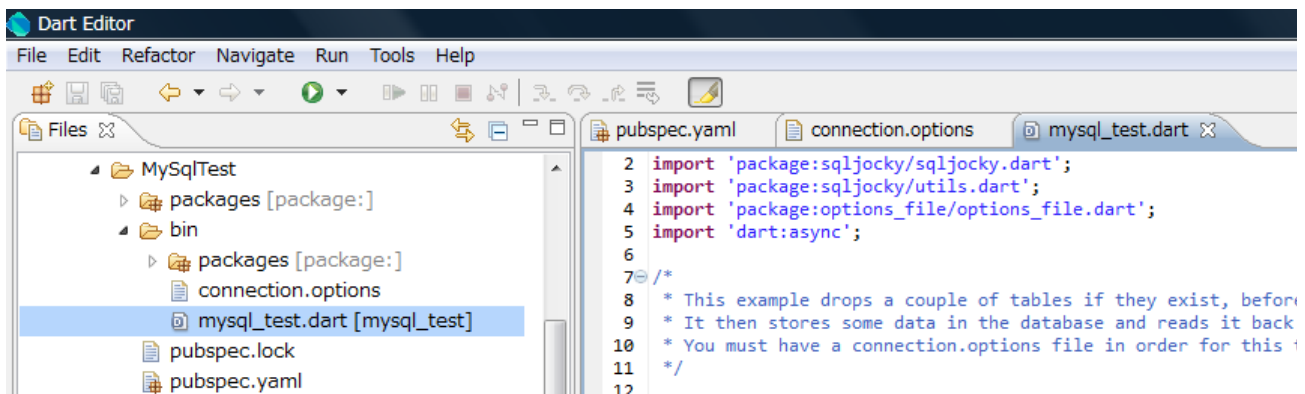 Dart Editor
File Edit Refactor Navigate Run Tools Help
Files
MySqlTest
packages [package:]
bin
packages [package:]
connection.options
mysql_test.dart [mysql_test]
pubspec.lock
pubspec.yaml
pubspec.yaml connection.options mysql_test.dart
2 import 'package:sqljocky/sqljocky.dart';
3 import 'package:sqljocky/utils.dart';
4 import 'package:options_file/options_file.dart';
5 import 'dart:async';
6
7 /*
8 * This example drops a couple of tables if they exist, before
9 * It then stores some data in the database and reads it back
10 * You must have a connection.options file in order for this
11 */
12